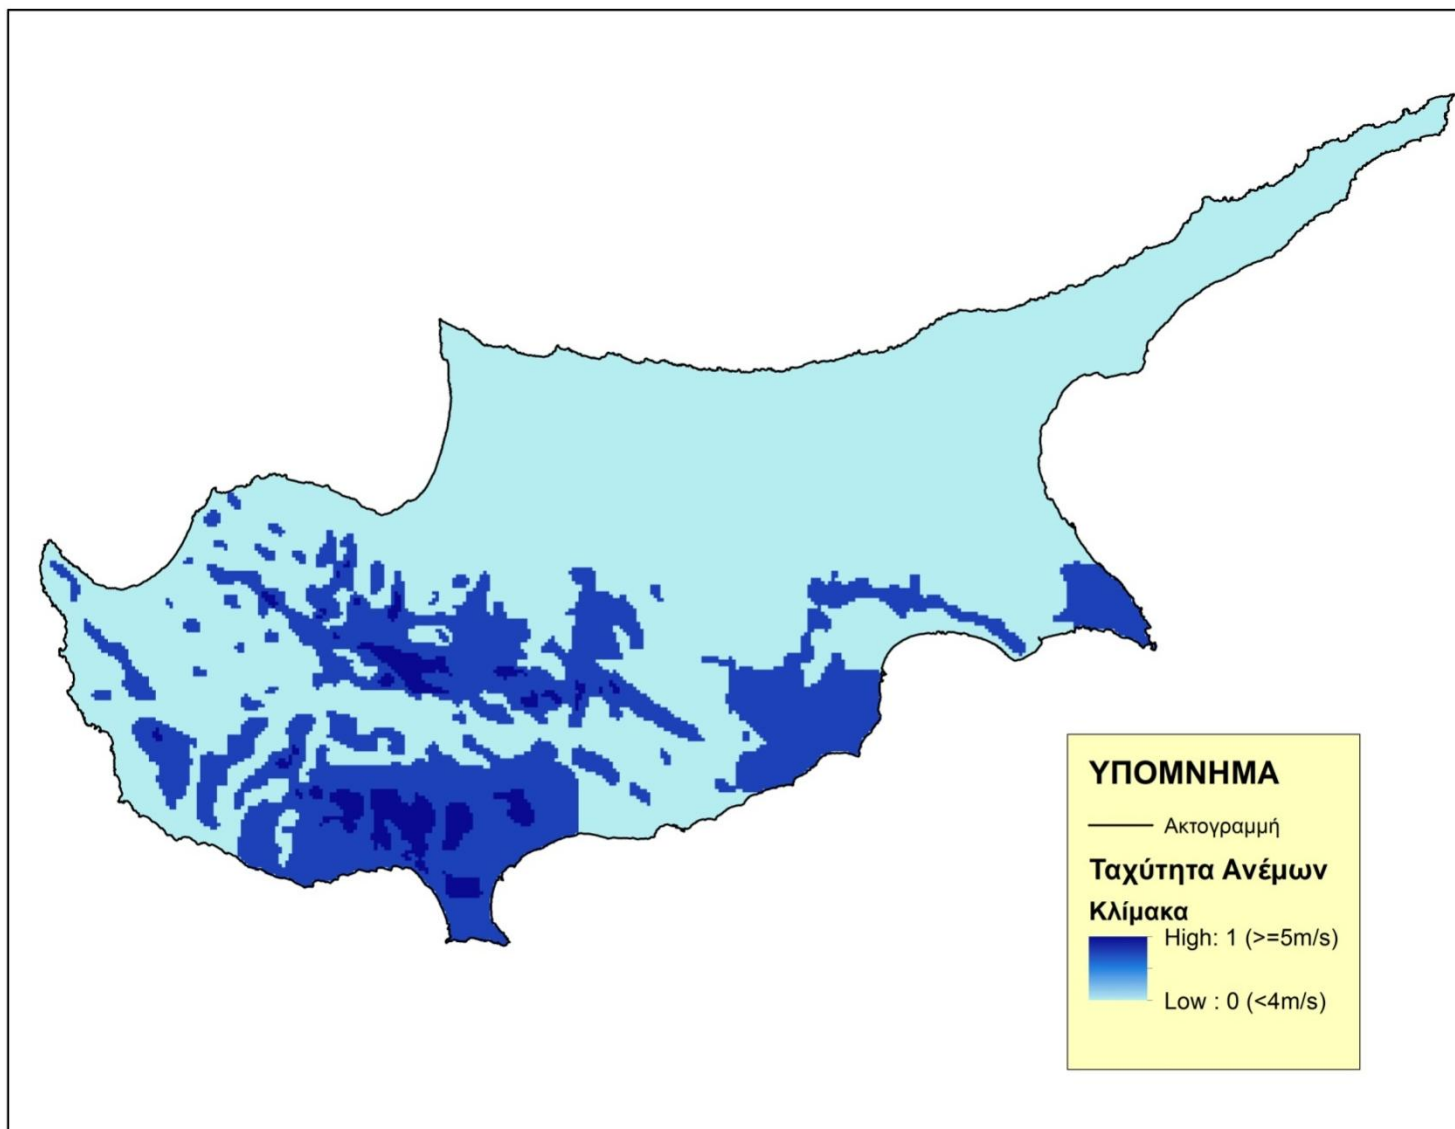 ΥΠΟΜΝΗΜΑ
Ακτογραμμή
Ταχύτητα Ανέμων
Κλίμακα
High: 1 (>=5m/s)
Low : 0 (<4m/s)